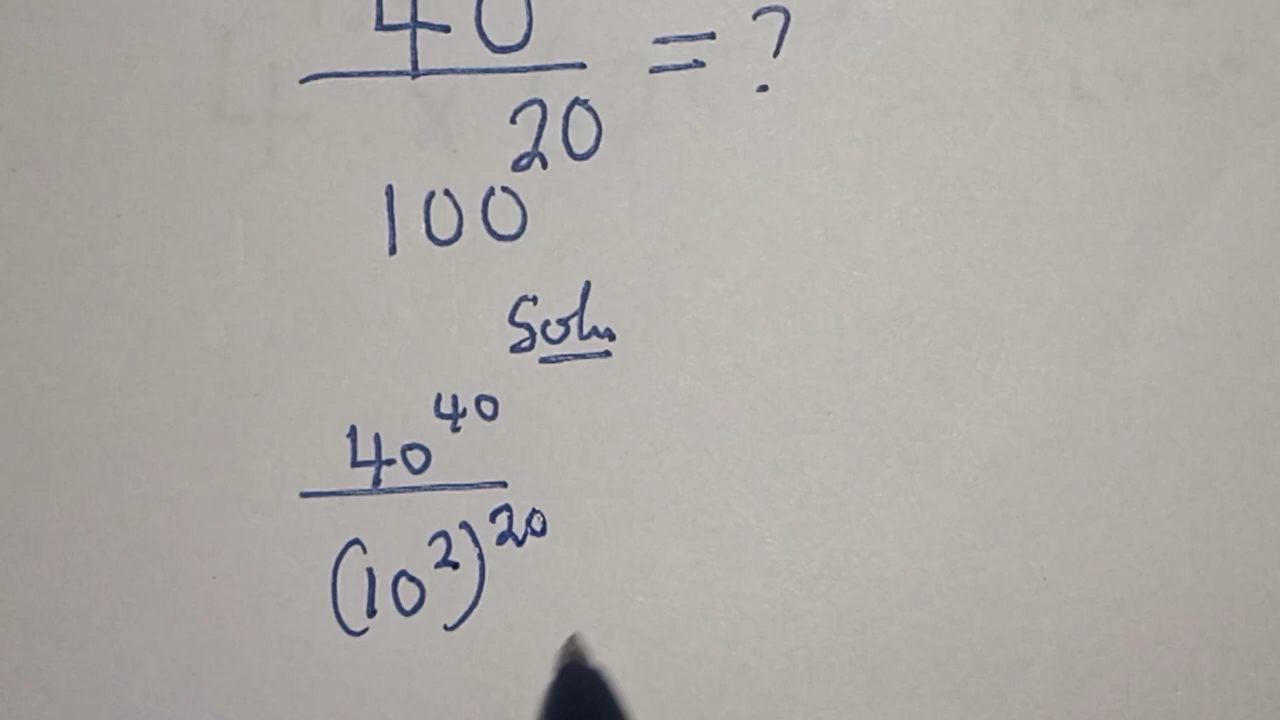 40
———— = ?
100^20
Soln
40^40
————
(10^2)^20